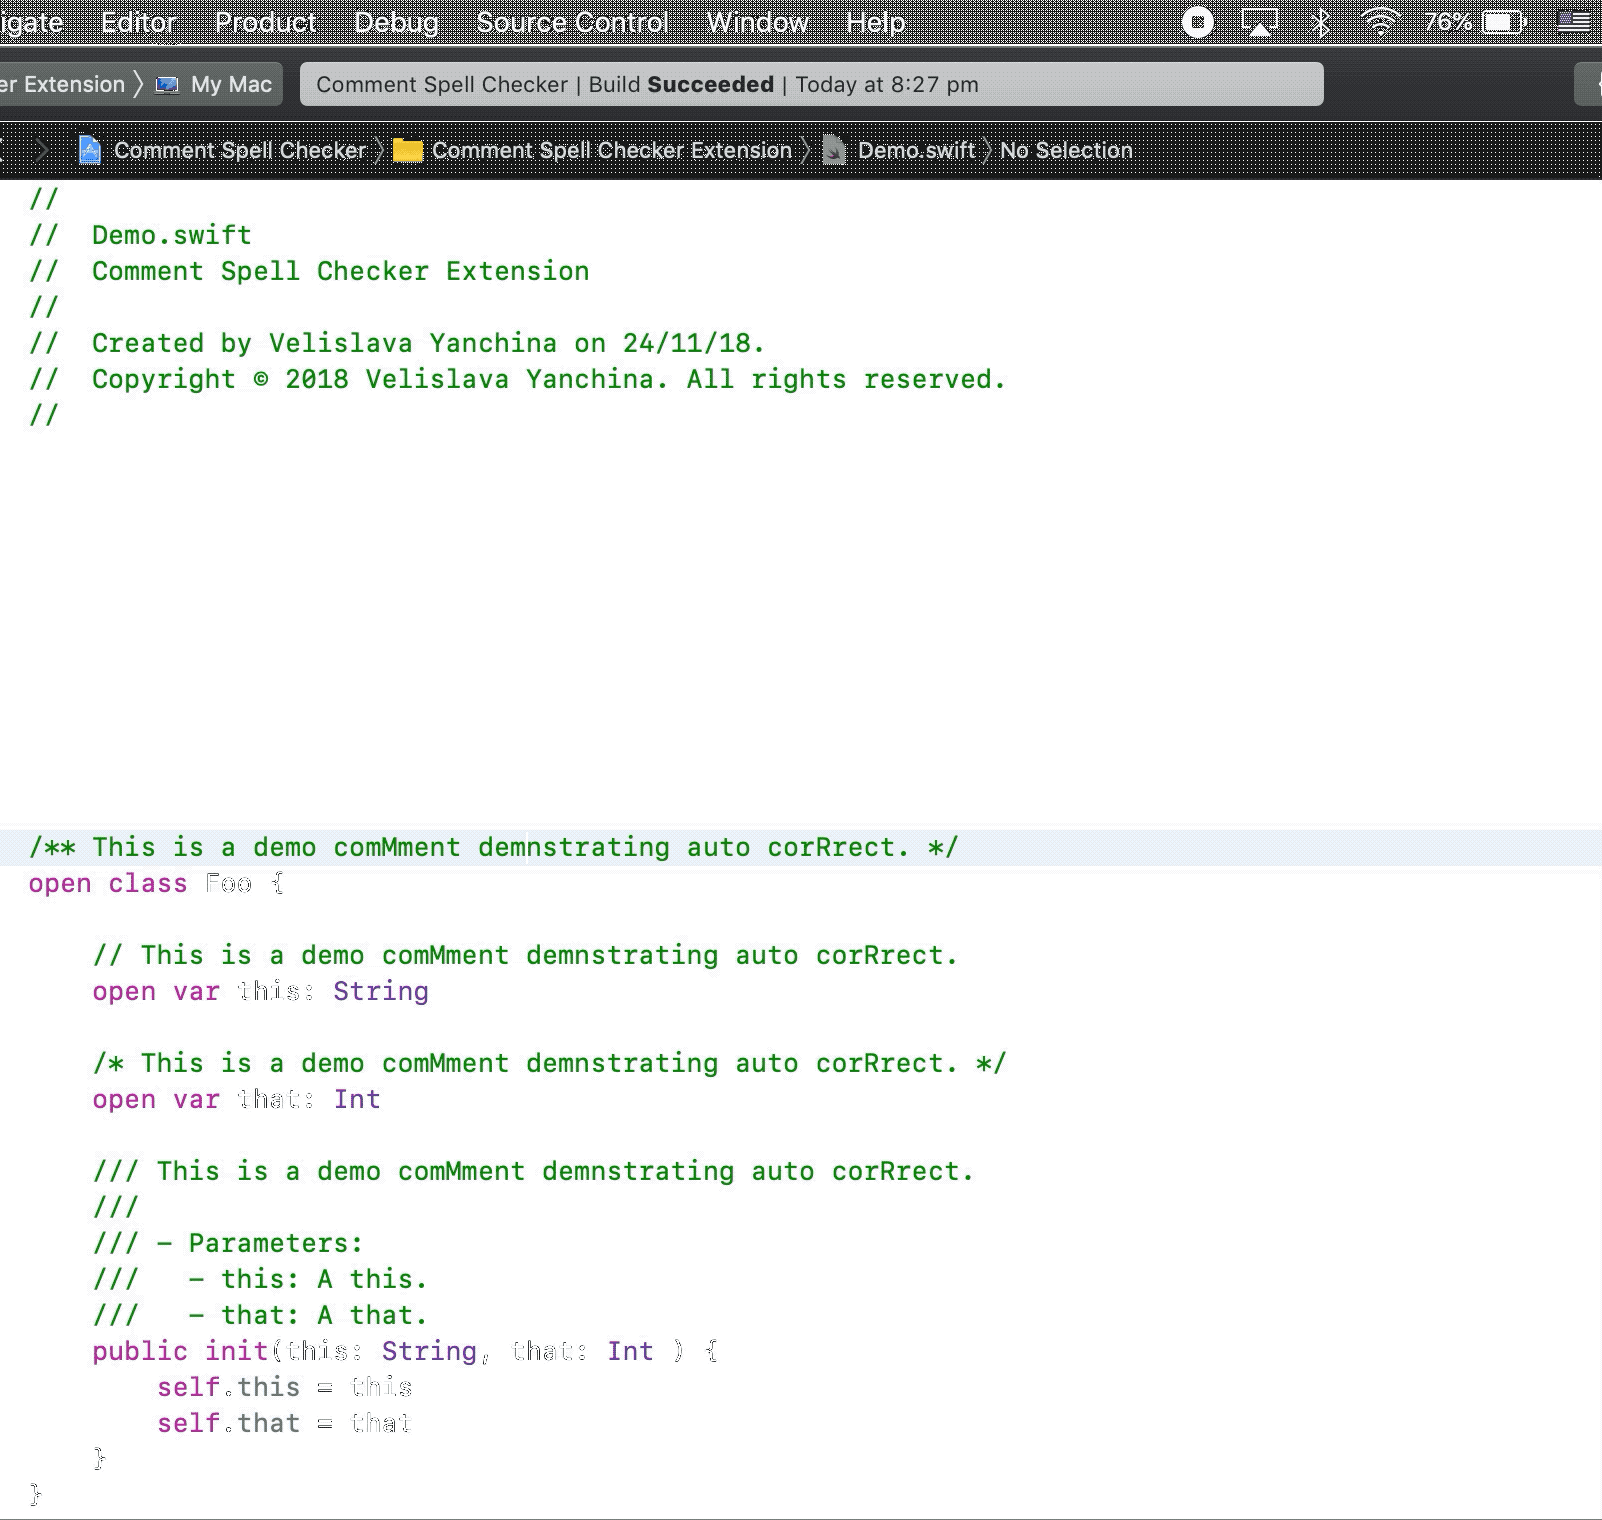 igate Editor Product Debug Source Control Window Help 76%
er Extension 〉 My Mac Comment Spell Checker | Build Succeeded | Today at 8:27 pm
Comment Spell Checker 〉 Comment Spell Checker Extension 〉 Demo.swift 〉 No Selection
//
//  Demo.swift
//  Comment Spell Checker Extension
//
//  Created by Velislava Yanchina on 24/11/18.
//  Copyright © 2018 Velislava Yanchina. All rights reserved.
//
/** This is a demo comMment demnstrating auto corRrect. */
open class Foo {
    // This is a demo comMment demnstrating auto corRrect.
    open var this: String
    /* This is a demo comMment demnstrating auto corRrect. */
    open var that: Int
    /// This is a demo comMment demnstrating auto corRrect.
    ///
    /// - Parameters:
    ///   - this: A this.
    ///   - that: A that.
    public init(this: String, that: Int ) {
        self.this = this
        self.that = that
    }
}